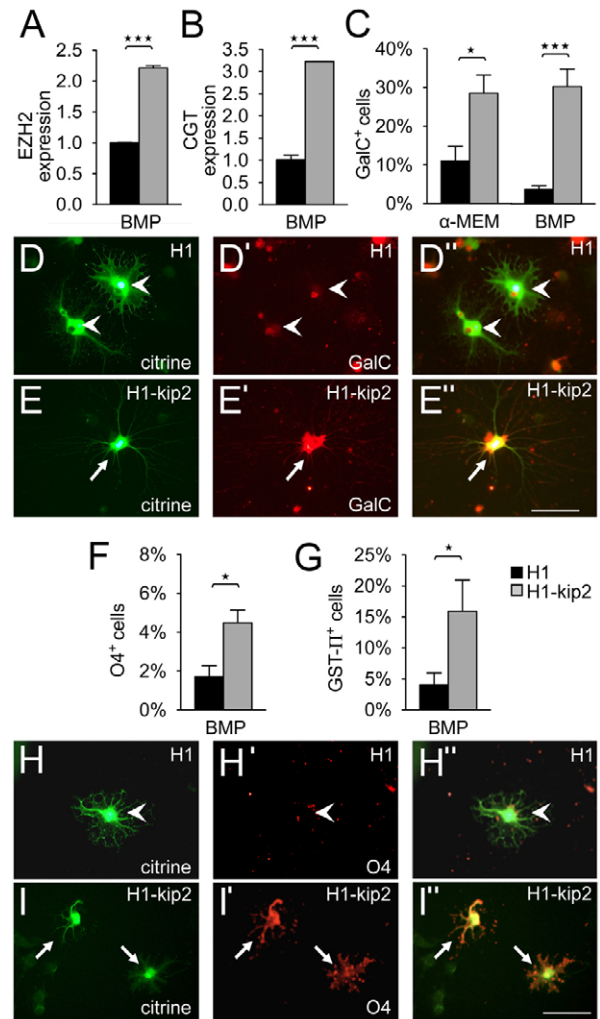 A
B
C
EZH2
expression
2.5
2.0
1.5
1.0
0.5
0.0
★★★
BMP
CGT
expression
3.5
3.0
2.5
2.0
1.5
1.0
0.5
0.0
★★★
BMP
GalC+ cells
40%
30%
20%
10%
0%
★
★★★
α-MEM
BMP
D
H1
citrine
D'
H1
GalC
D"
H1
E
H1-kip2
citrine
E'
H1-kip2
GalC
E"
H1-kip2
F
O4+ cells
8%
6%
4%
2%
0%
★
BMP
G
GST-Π+ cells
25%
20%
15%
10%
5%
0%
★
BMP
H1
H1-kip2
H
H1
citrine
H'
H1
O4
H"
H1
I
H1-kip2
citrine
I'
H1-kip2
O4
I"
H1-kip2